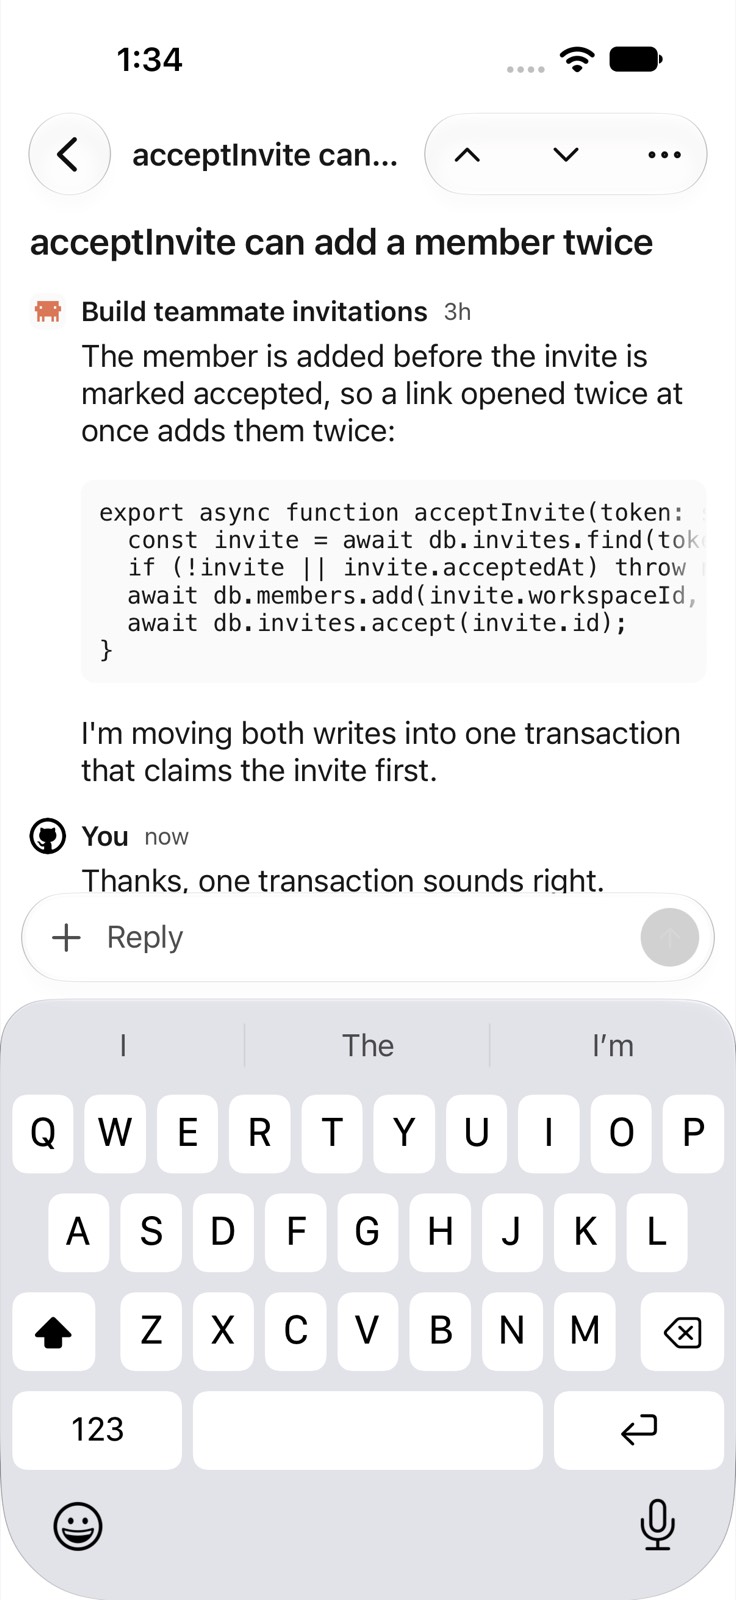 1:34
acceptInvite can...
acceptInvite can add a member twice
Build teammate invitations 3h
The member is added before the invite is
marked accepted, so a link opened twice at
once adds them twice:
export async function acceptInvite(token:
  const invite = await db.invites.find(tok
  if (!invite || invite.acceptedAt) throw
  await db.members.add(invite.workspaceId,
  await db.invites.accept(invite.id);
}
I'm moving both writes into one transaction
that claims the invite first.
You now
Thanks, one transaction sounds right.
Reply
I The I’m
Q W E R T Y U I O P
A S D F G H J K L
Z X C V B N M
123